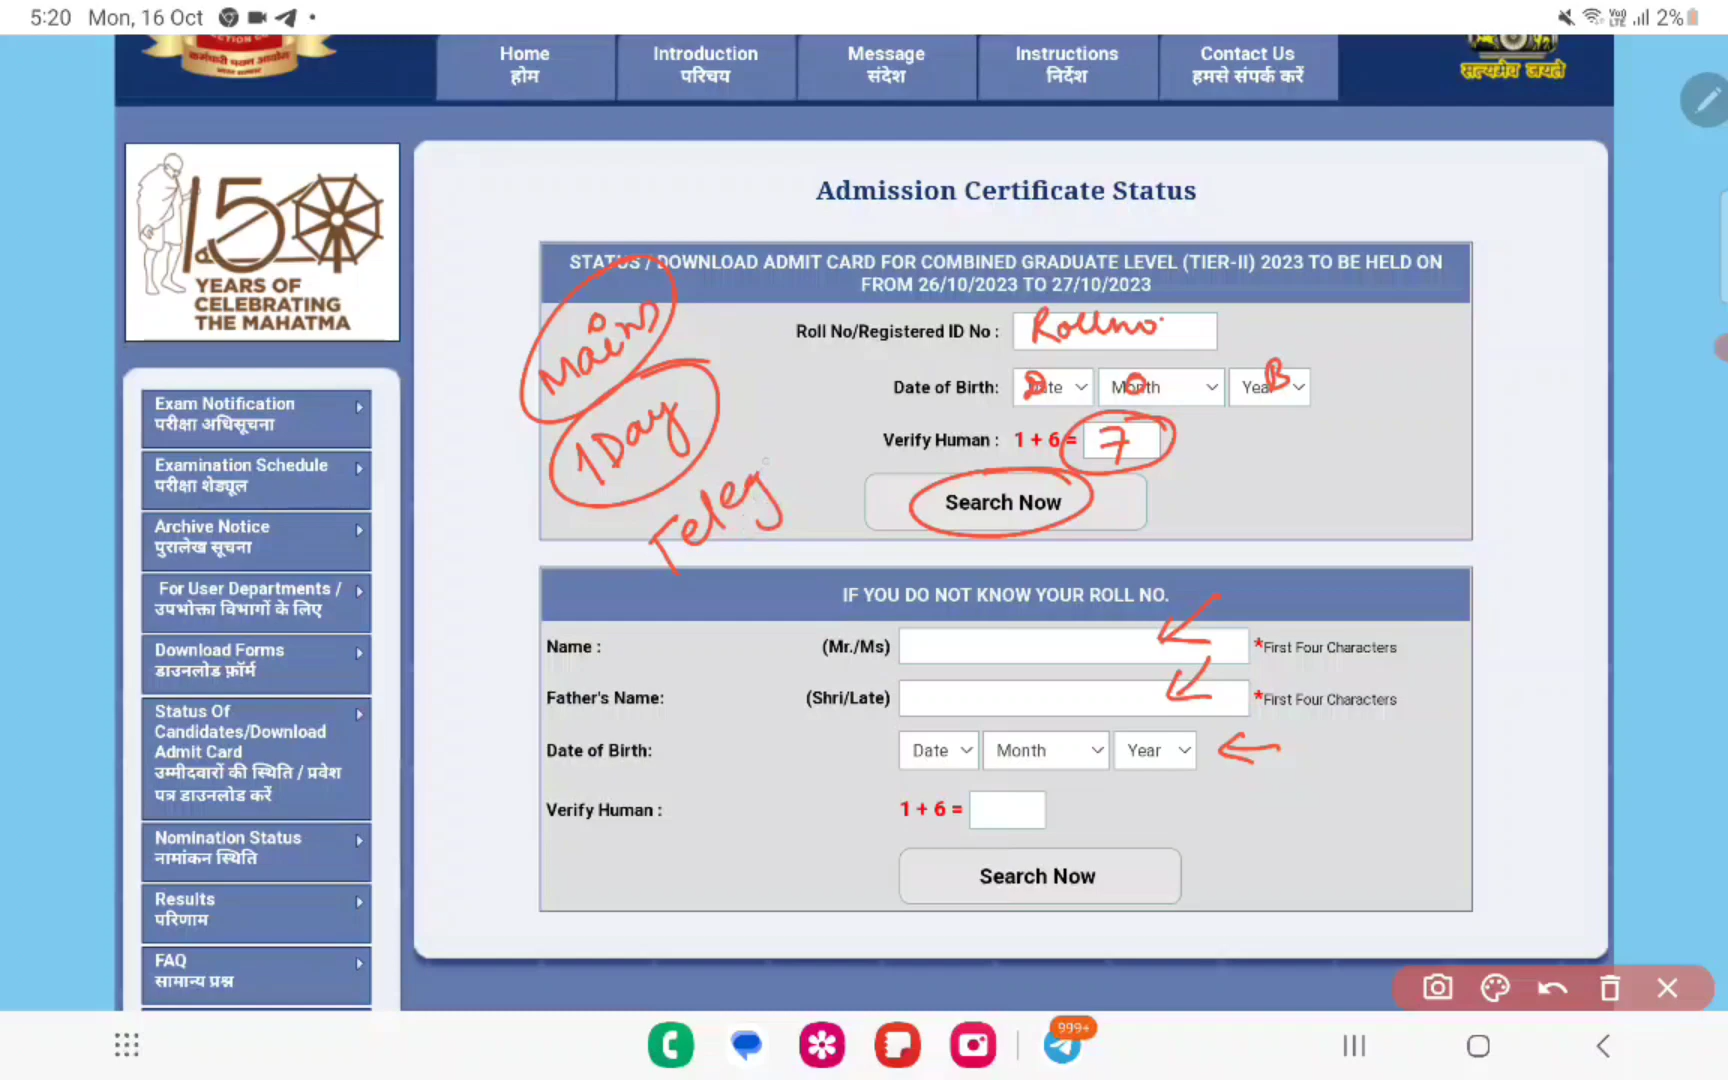 5:20 Mon, 16 Oct
2%
कर्मचारी चयन आयोग
सत्यमेव जयते
Home
होम
Introduction
परिचय
Message
संदेश
Instructions
निर्देश
Contact Us
हमसे संपर्क करें
150
YEARS OF
CELEBRATING
THE MAHATMA
Exam Notification
परीक्षा अधिसूचना
Examination Schedule
परीक्षा शेड्यूल
Archive Notice
पुरालेख सूचना
For User Departments /
उपभोक्ता विभागों के लिए
Download Forms
डाउनलोड फ़ॉर्म
Status Of
Candidates/Download
Admit Card
उम्मीदवारों की स्थिति / प्रवेश
पत्र डाउनलोड करें
Nomination Status
नामांकन स्थिति
Results
परिणाम
FAQ
सामान्य प्रश्न
Admission Certificate Status
STATUS / DOWNLOAD ADMIT CARD FOR COMBINED GRADUATE LEVEL (TIER-II) 2023 TO BE HELD ON
FROM 26/10/2023 TO 27/10/2023
Roll No/Registered ID No : Rollno.
Date of Birth: Date Month Year
D O B
Verify Human : 1 + 6 = 7
Search Now
Mains
1Day
Teleg
IF YOU DO NOT KNOW YOUR ROLL NO.
Name : (Mr./Ms) *First Four Characters
Father's Name: (Shri/Late) *First Four Characters
Date of Birth: Date Month Year
Verify Human : 1 + 6 =
Search Now
999+